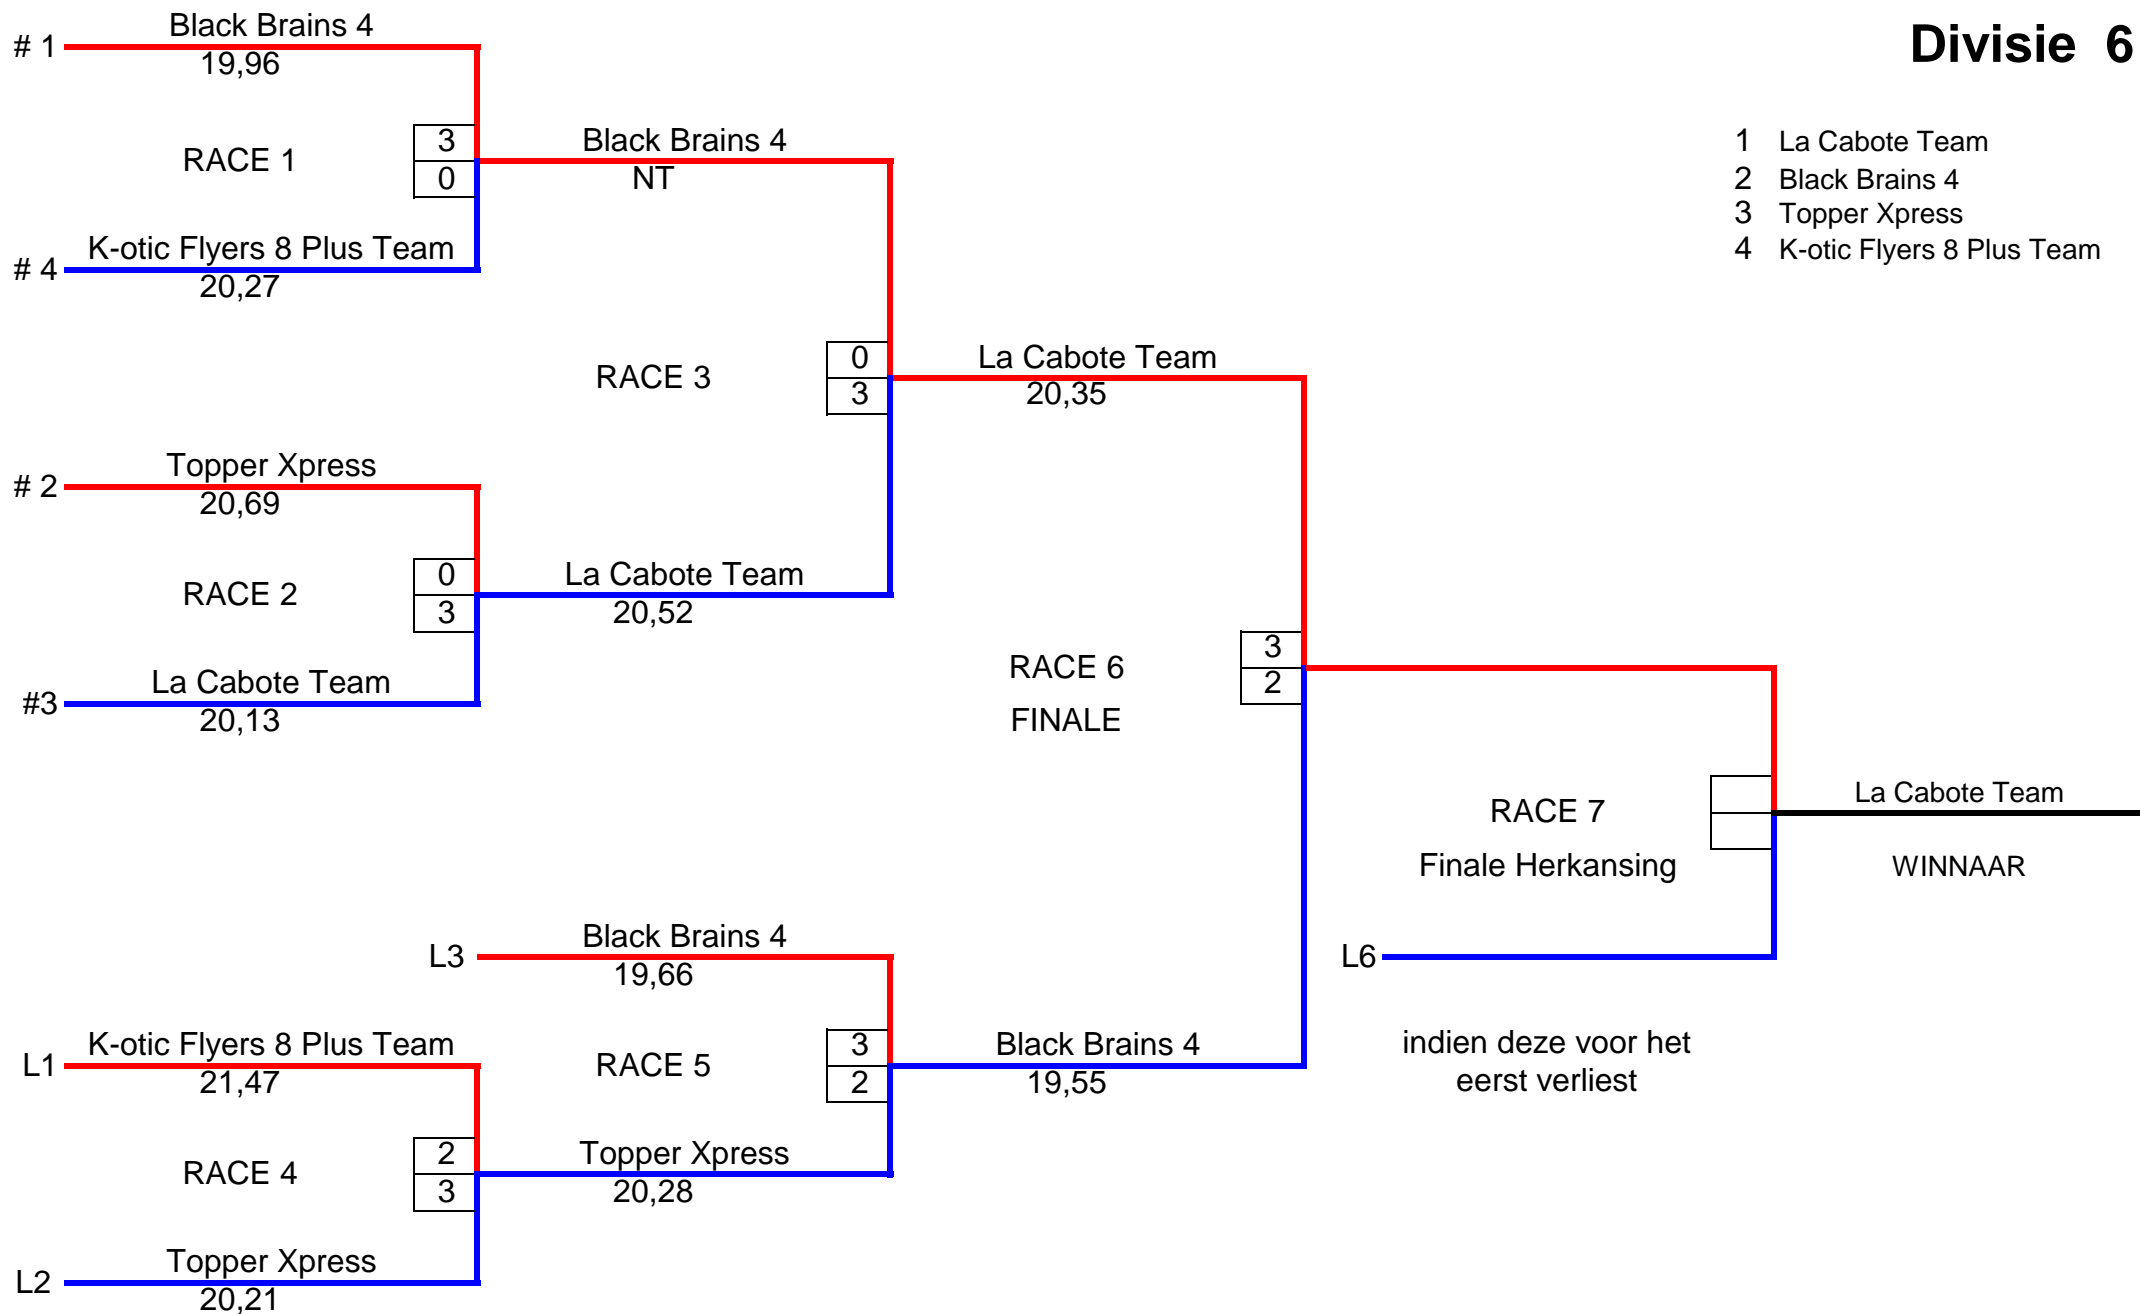 Divisie 6
1 La Cabote Team
2 Black Brains 4
3 Topper Xpress
4 K-otic Flyers 8 Plus Team
# 1 Black Brains 4
19,96
RACE 1
3
0
# 4 K-otic Flyers 8 Plus Team
20,27
Black Brains 4
NT
RACE 3
0
3
La Cabote Team
20,35
# 2 Topper Xpress
20,69
RACE 2
0
3
La Cabote Team
20,52
#3 La Cabote Team
20,13
RACE 6
FINALE
3
2
RACE 7
Finale Herkansing
La Cabote Team
WINNAAR
L3 Black Brains 4
19,66
L6
indien deze voor het
eerst verliest
L1 K-otic Flyers 8 Plus Team
21,47
RACE 5
3
2
Black Brains 4
19,55
RACE 4
2
3
Topper Xpress
20,28
L2 Topper Xpress
20,21